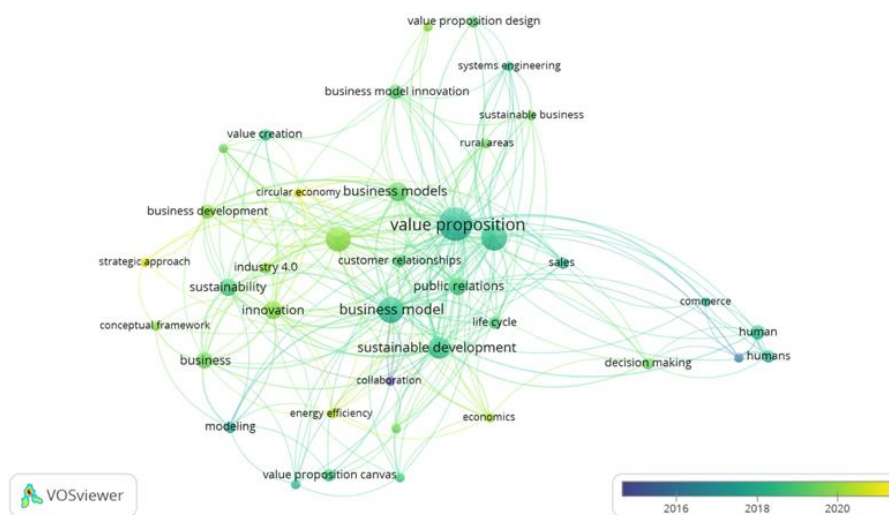 value proposition design
systems engineering
business model innovation
sustainable business
value creation
rural areas
circular economy
business models
business development
value proposition
strategic approach
industry 4.0
customer relationships
sales
sustainability
public relations
commerce
innovation
business model
conceptual framework
life cycle
human
business
sustainable development
decision making
humans
collaboration
energy efficiency
economics
modeling
value proposition canvas
VOSviewer
2016 2018 2020